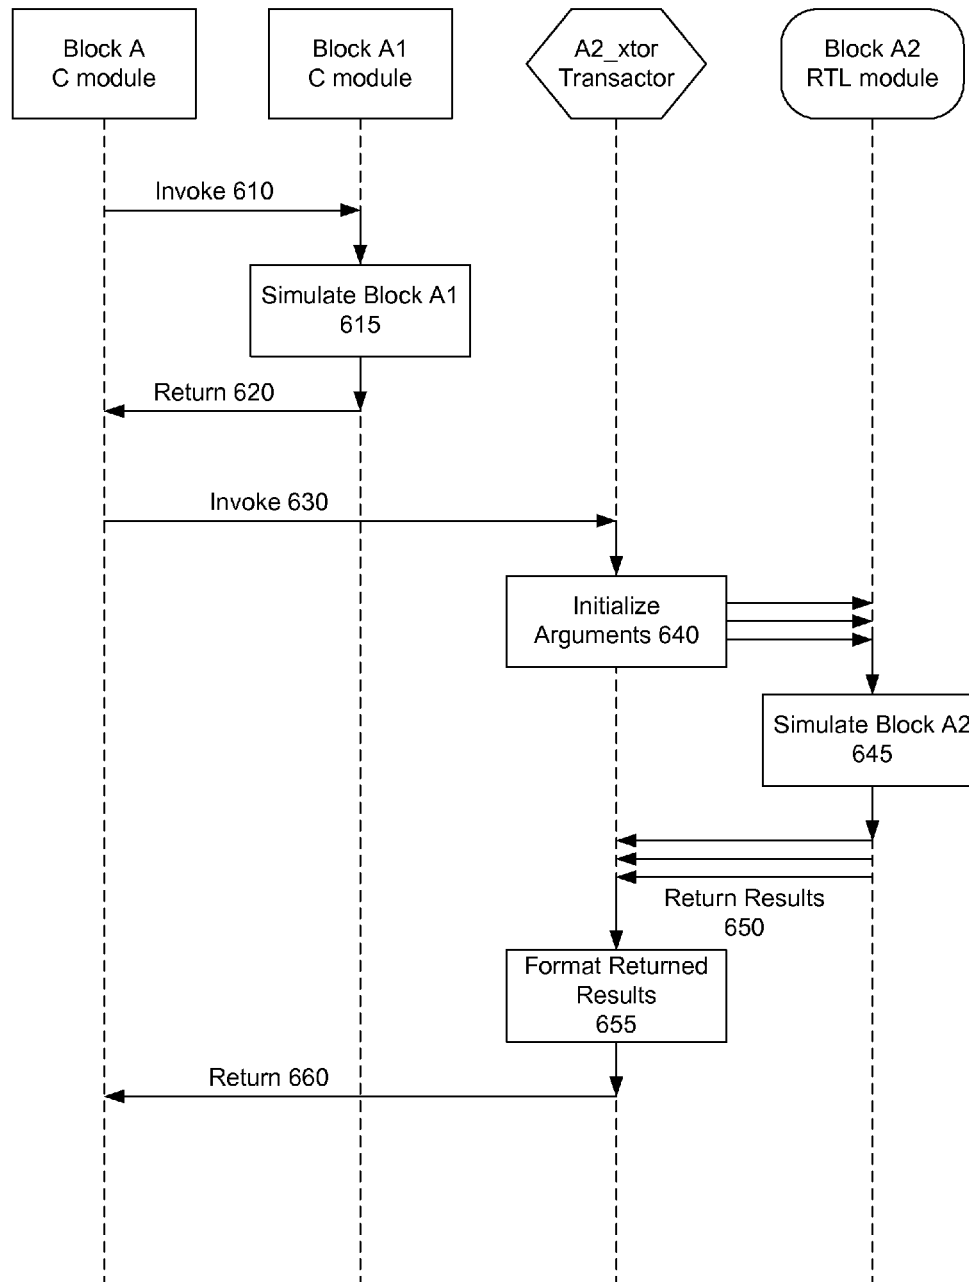 Block A
C module
Block A1
C module
A2_xtor
Transactor
Block A2
RTL module
Invoke 610
Simulate Block A1
615
Return 620
Invoke 630
Initialize
Arguments 640
Simulate Block A2
645
Return Results
650
Format Returned
Results
655
Return 660